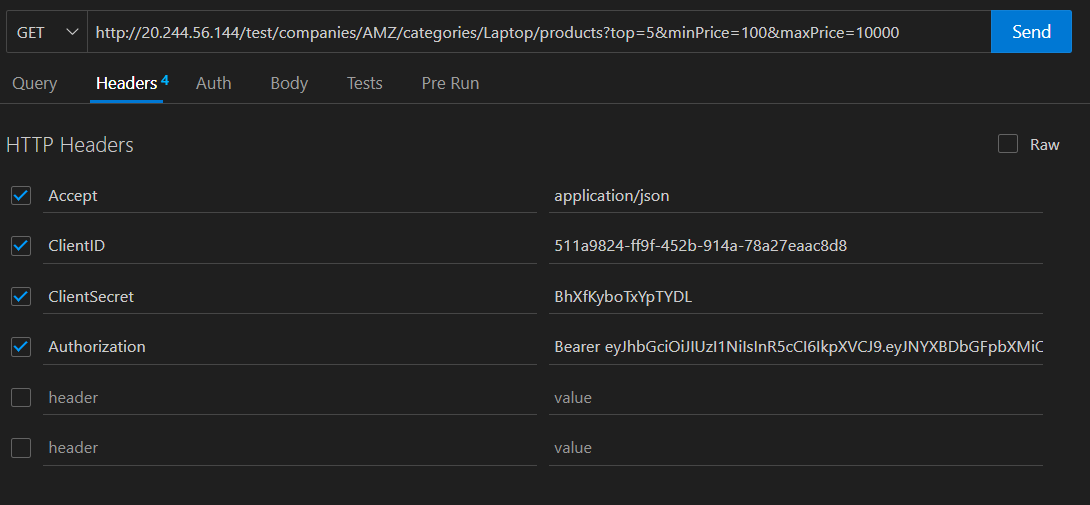 GET http://20.244.56.144/test/companies/AMZ/categories/Laptop/products?top=5&minPrice=100&maxPrice=10000 Send
Query Headers 4 Auth Body Tests Pre Run
HTTP Headers Raw
Accept application/json
ClientID 511a9824-ff9f-452b-914a-78a27eaac8d8
ClientSecret BhXfKyboTxYpTYDL
Authorization Bearer eyJhbGciOiJIUzI1NiIsInR5cCI6IkpXVCJ9.eyJNYXBDbGFpbXMiO
header value
header value